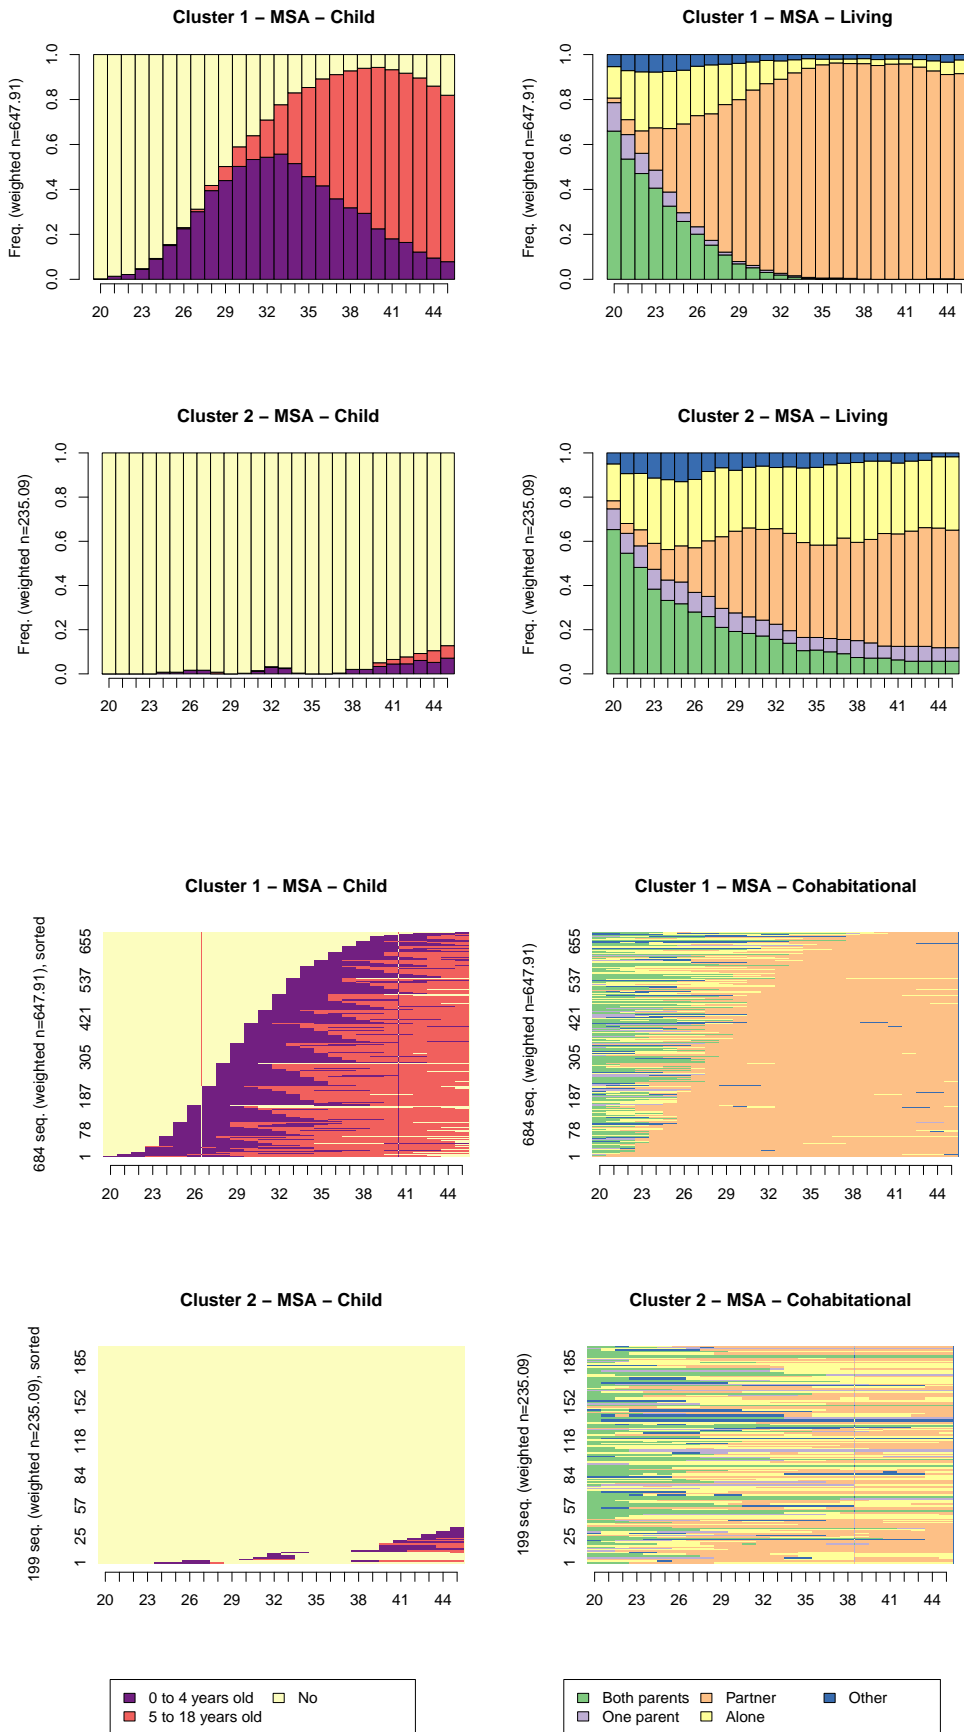 Cluster 1 – MSA – Child
Freq. (weighted n=647.91)
0.0 0.2 0.4 0.6 0.8 1.0
20 23 26 29 32 35 38 41 44
Cluster 1 – MSA – Living
Freq. (weighted n=647.91)
0.0 0.2 0.4 0.6 0.8 1.0
20 23 26 29 32 35 38 41 44
Cluster 2 – MSA – Child
Freq. (weighted n=235.09)
0.0 0.2 0.4 0.6 0.8 1.0
20 23 26 29 32 35 38 41 44
Cluster 2 – MSA – Living
Freq. (weighted n=235.09)
0.0 0.2 0.4 0.6 0.8 1.0
20 23 26 29 32 35 38 41 44
Cluster 1 – MSA – Child
684 seq. (weighted n=647.91), sorted
1 78 187 305 421 537 655
20 23 26 29 32 35 38 41 44
Cluster 1 – MSA – Cohabitational
684 seq. (weighted n=647.91)
1 78 187 305 421 537 655
20 23 26 29 32 35 38 41 44
Cluster 2 – MSA – Child
199 seq. (weighted n=235.09), sorted
1 25 57 84 118 152 185
20 23 26 29 32 35 38 41 44
Cluster 2 – MSA – Cohabitational
199 seq. (weighted n=235.09)
1 25 57 84 118 152 185
20 23 26 29 32 35 38 41 44
0 to 4 years old No
5 to 18 years old
Both parents Partner Other
One parent Alone